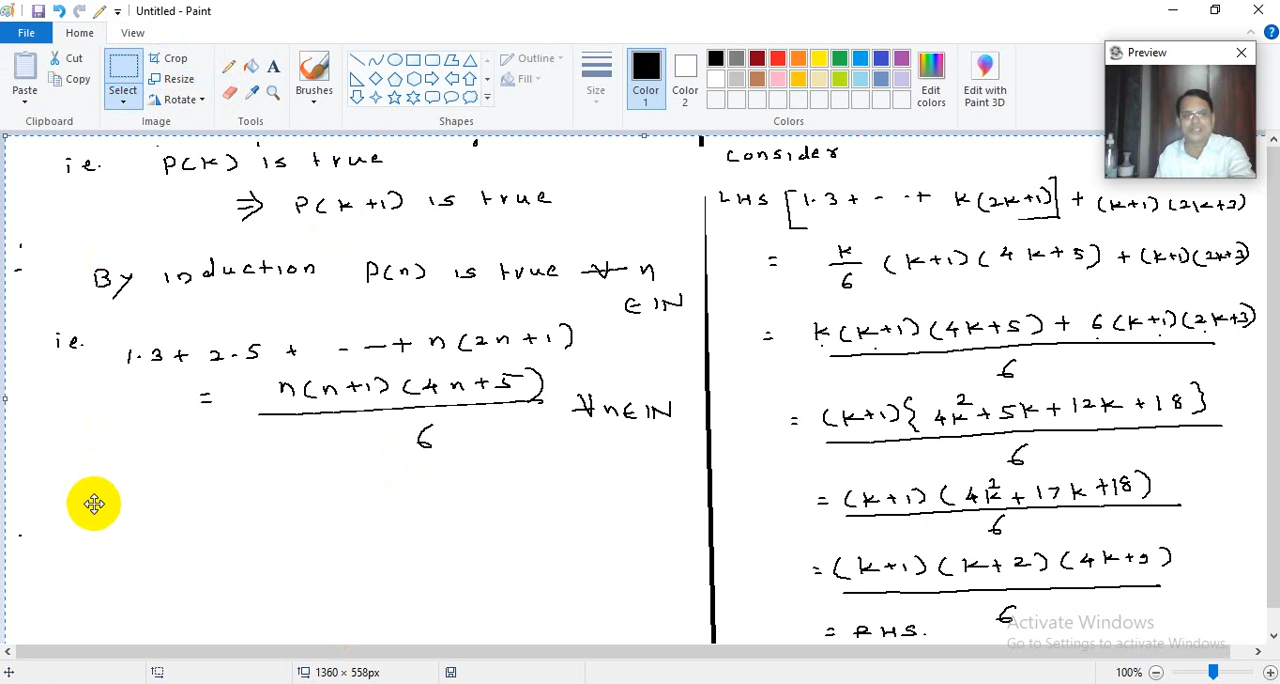 Untitled - Paint
File Home View
Cut
Copy
Paste
Crop
Resize
Rotate
Select
Brushes
Outline
Fill
Size
Color 1
Color 2
Edit colors
Edit with Paint 3D
Clipboard Image Tools Shapes Colors
Preview
i.e. P(k) is true
⇒ P(k+1) is true
By induction P(n) is true ∀ n
∈ IN
i.e. 1.3 + 2.5 + - - + n(2n+1)
= n(n+1)(4n+5) / 6 ∀ n ∈ IN
Consider
LHS [1.3 + - - + k(2k+1)] + (k+1)(2k+3)
= k/6 (k+1)(4k+5) + (k+1)(2k+3)
= k(k+1)(4k+5) + 6(k+1)(2k+3) / 6
= (k+1){4k²+5k+12k+18} / 6
= (k+1)(4k²+17k+18) / 6
= (k+1)(k+2)(4k+9) / 6
= RHS.
Activate Windows
Go to Settings to activate Windows.
1360 × 558px
100%